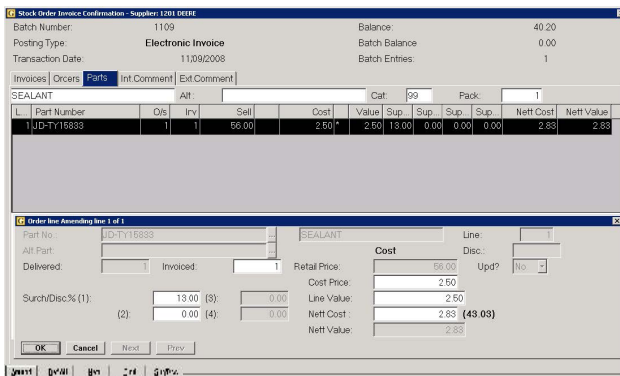 Stock Order Invoice Confirmation - Supplier: 1201 DEERE
Batch Number: 1109 Balance: 40.20
Posting Type: Electronic Invoice Batch Balance 0.00
Transaction Date: 11/09/2008 Batch Entries: 1
Invoices Orcers Parts Int.Comment Ext.Comment
SEALANT Alt: Cat: 99 Pack: 1
L... Part Number O/s Irv Sell Cost Value Sup... Sup... Sup... Sup... Nett Cost Nett Value
1 JD-TY15833 1 1 56.00 2.50 * 2.50 13.00 0.00 0.00 0.00 2.83 2.83
Order line Amending line 1 of 1
Part No.: JD-TY15833 ... SEALANT Line: 1
Alt Part: ... Cost Disc.:
Delivered: 1 Invoiced: 1 Retail Price: 56.00 Upd? No
Cost Price: 2.50
Surch/Disc.% (1): 13.00 (3): 0.00 Line Value: 2.50
(2): 0.00 (4): 0.00 Nett Cost : 2.83 (43.03)
Nett Value: 2.83
OK Cancel Next Prev